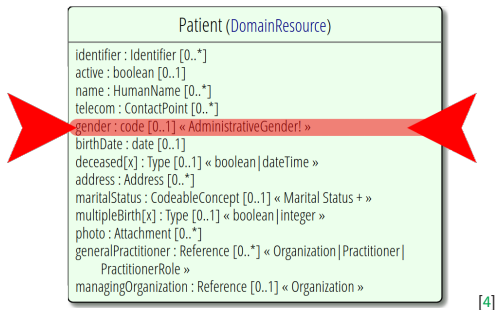 Patient (DomainResource)
identifier : Identifier [0..*]
active : boolean [0..1]
name : HumanName [0..*]
telecom : ContactPoint [0..*]
gender : code [0..1] « AdministrativeGender! »
birthDate : date [0..1]
deceased[x] : Type [0..1] « boolean|dateTime »
address : Address [0..*]
maritalStatus : CodeableConcept [0..1] « Marital Status + »
multipleBirth[x] : Type [0..1] « boolean|integer »
photo : Attachment [0..*]
generalPractitioner : Reference [0..*] « Organization|Practitioner|
PractitionerRole »
managingOrganization : Reference [0..1] « Organization »
[4]